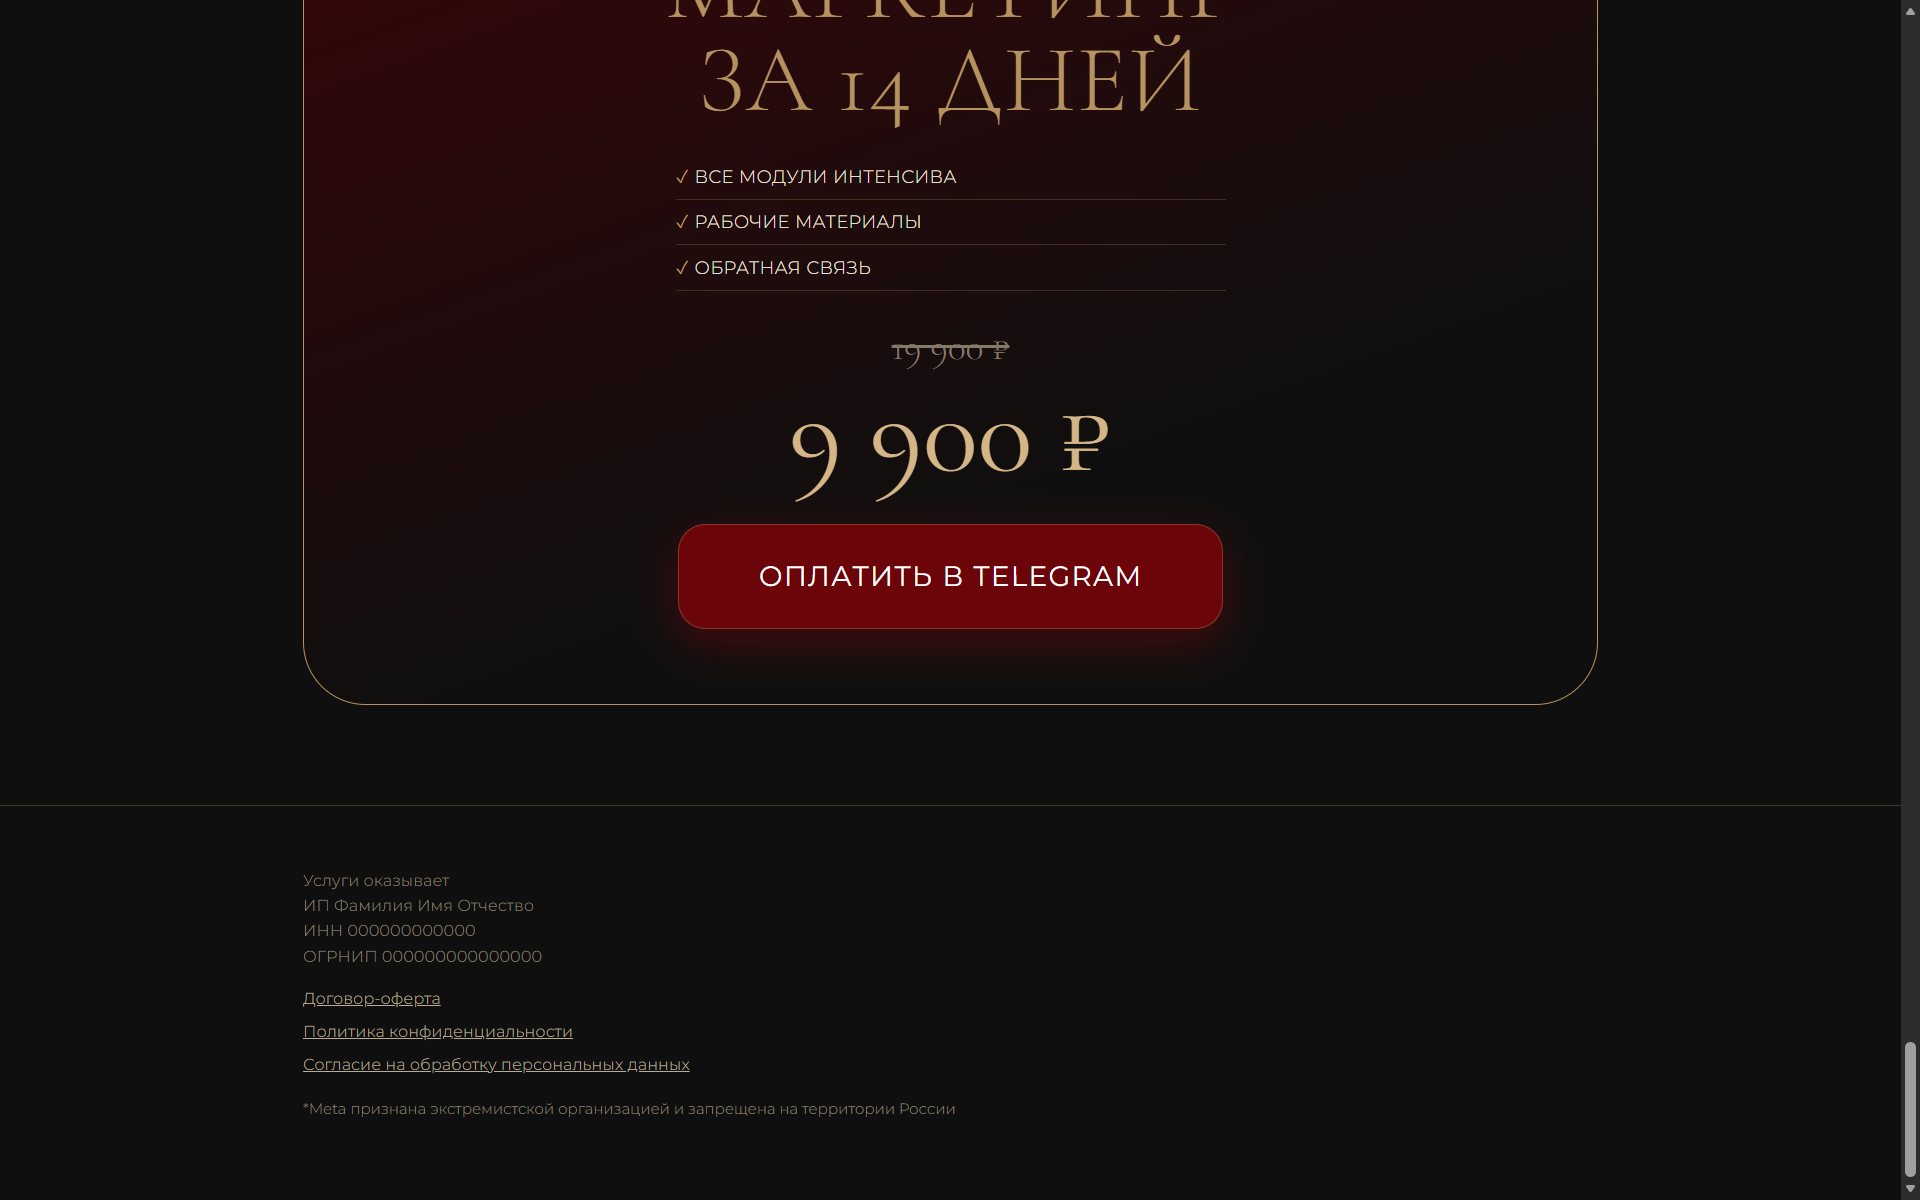 МАРКЕТИНГ
ЗА 14 ДНЕЙ
✓ ВСЕ МОДУЛИ ИНТЕНСИВА
✓ РАБОЧИЕ МАТЕРИАЛЫ
✓ ОБРАТНАЯ СВЯЗЬ
19 900 ₽
9 900 ₽
ОПЛАТИТЬ В TELEGRAM
Услуги оказывает
ИП Фамилия Имя Отчество
ИНН 000000000000
ОГРНИП 000000000000000
Договор-оферта
Политика конфиденциальности
Согласие на обработку персональных данных
*Meta признана экстремистской организацией и запрещена на территории России